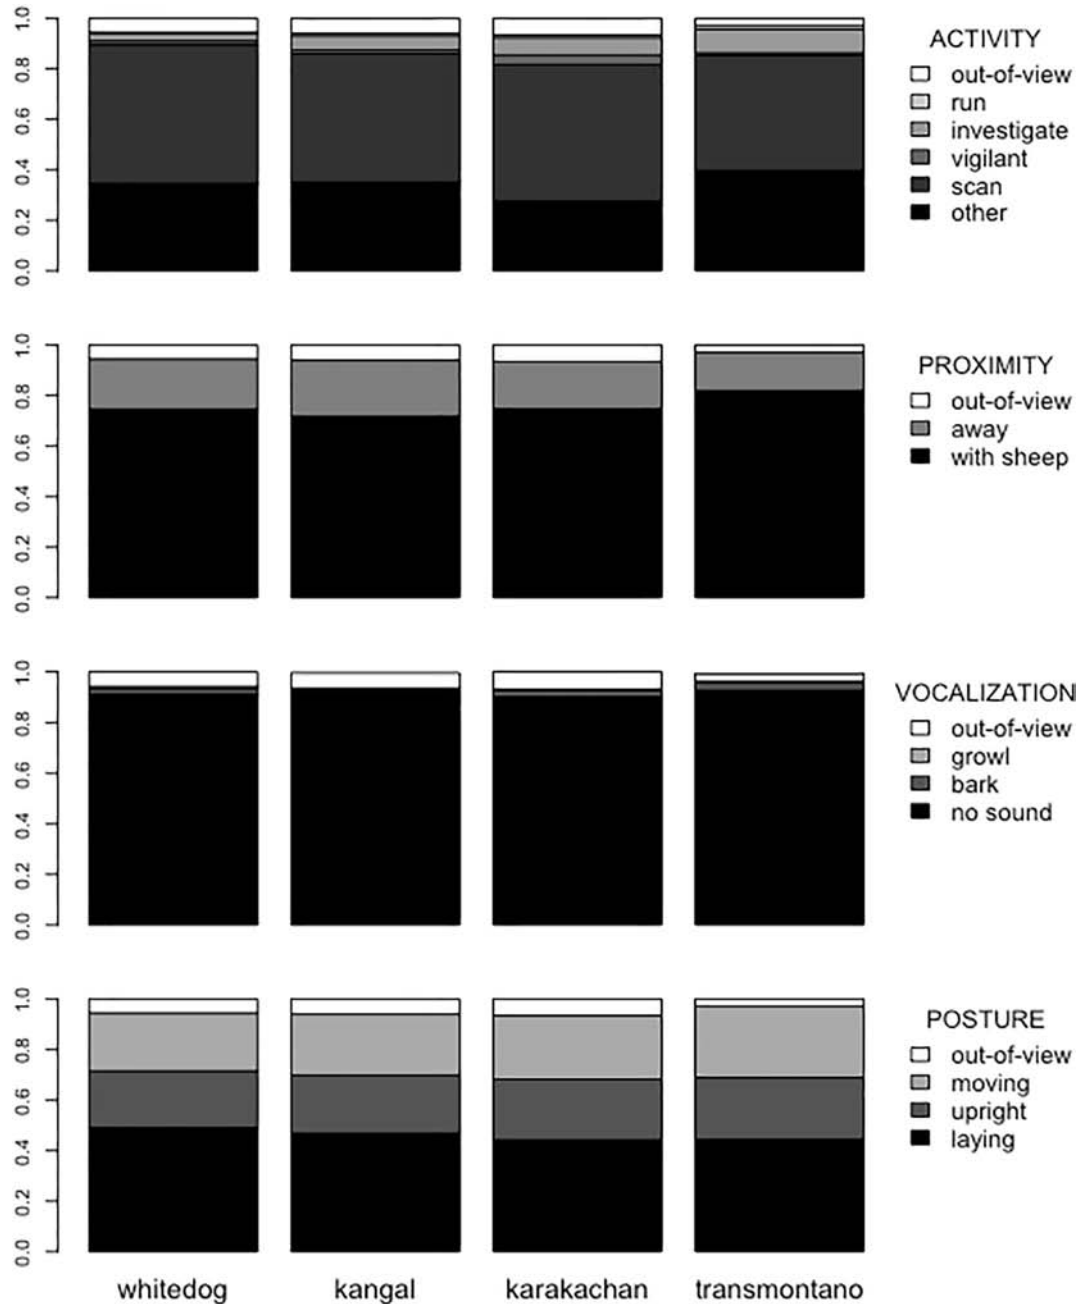 1.0
0.8
0.6
0.4
0.2
0.0
ACTIVITY
out-of-view
run
investigate
vigilant
scan
other
1.0
0.8
0.6
0.4
0.2
0.0
PROXIMITY
out-of-view
away
with sheep
1.0
0.8
0.6
0.4
0.2
0.0
VOCALIZATION
out-of-view
growl
bark
no sound
1.0
0.8
0.6
0.4
0.2
0.0
POSTURE
out-of-view
moving
upright
laying
whitedog kangal karakachan transmontano